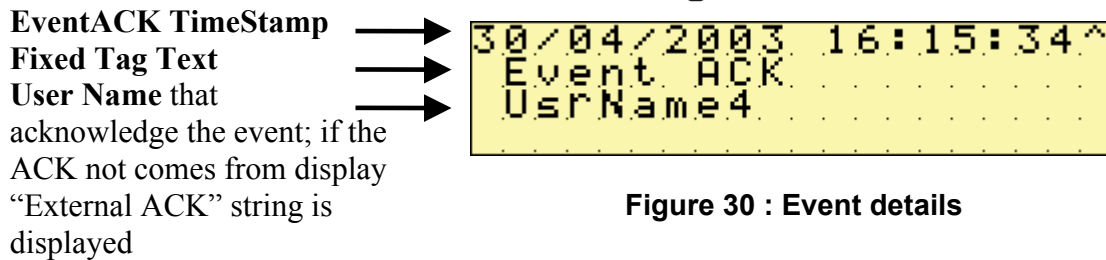 EventACK TimeStamp
Fixed Tag Text
User Name that
acknowledge the event; if the
ACK not comes from display
“External ACK” string is
displayed
30/04/2003 16:15:34^
Event ACK
UsrName4
Figure 30 : Event details